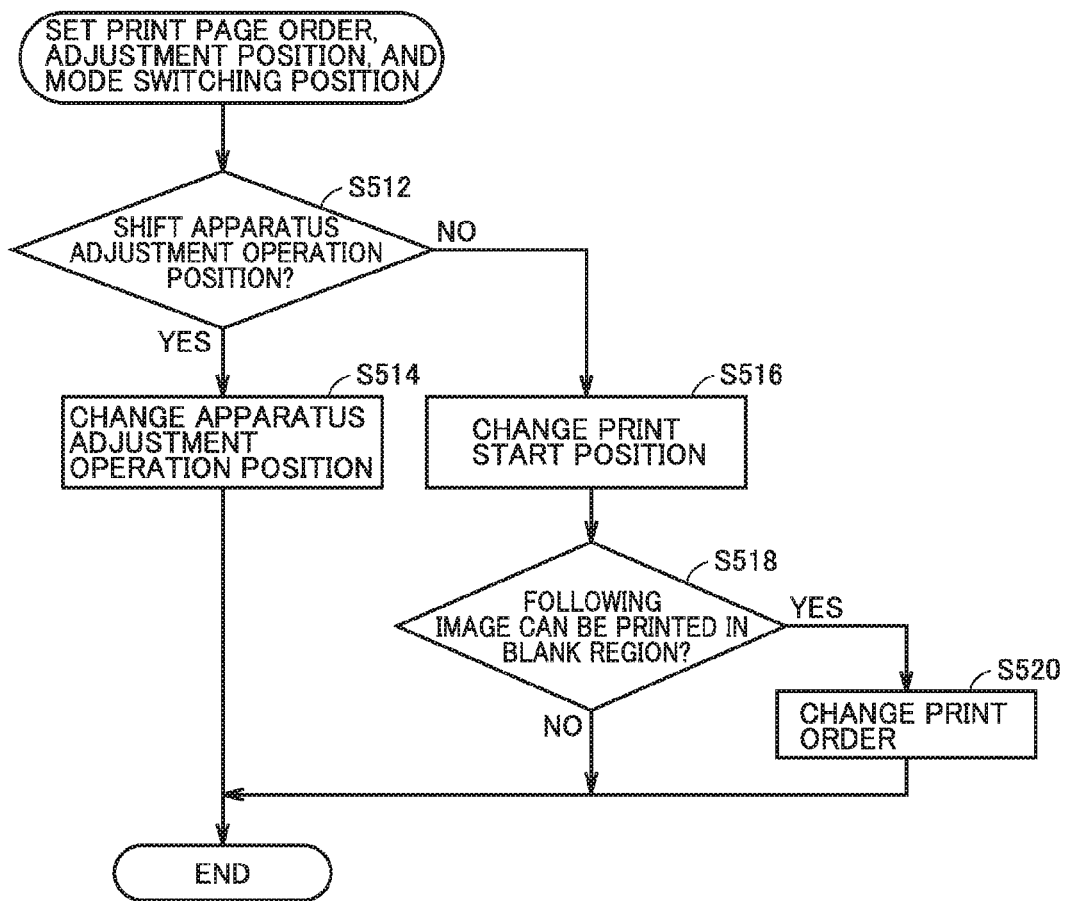 SET PRINT PAGE ORDER,
ADJUSTMENT POSITION, AND
MODE SWITCHING POSITION
S512
SHIFT APPARATUS
ADJUSTMENT OPERATION
POSITION?
NO
YES
S514
CHANGE APPARATUS
ADJUSTMENT
OPERATION POSITION
S516
CHANGE PRINT
START POSITION
S518
FOLLOWING
IMAGE CAN BE PRINTED IN
BLANK REGION?
YES
NO
S520
CHANGE PRINT
ORDER
END